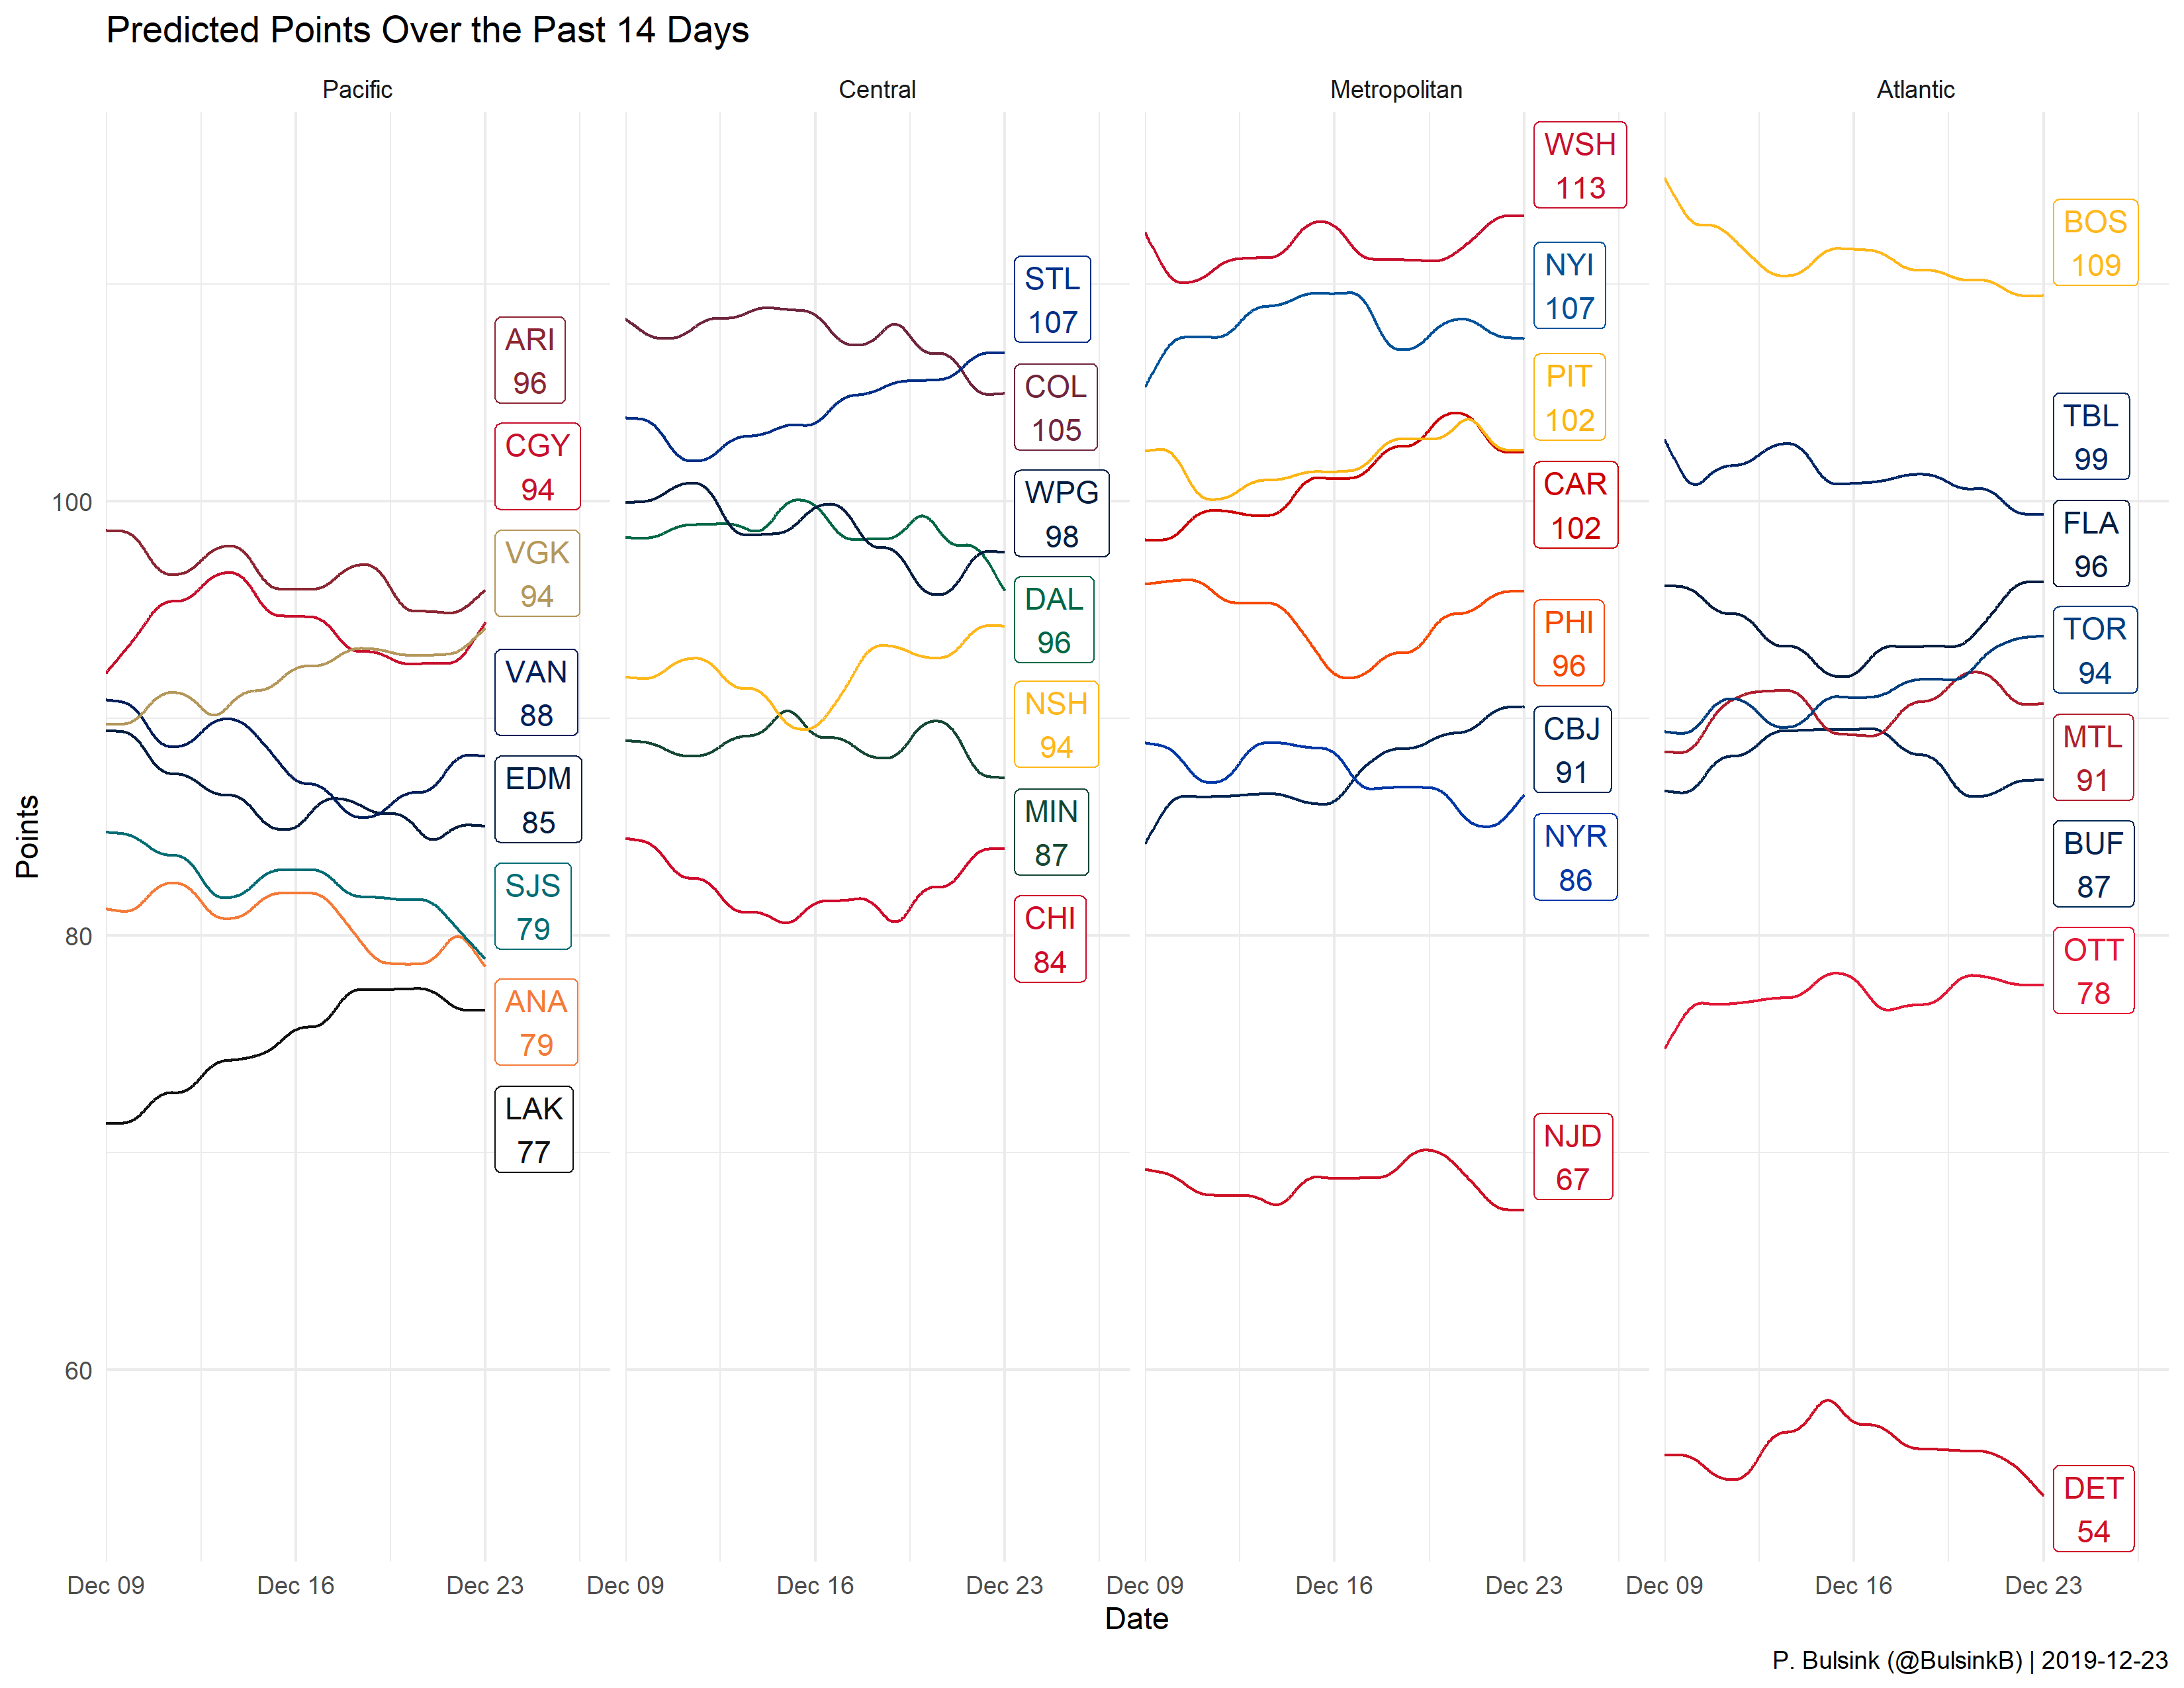 Predicted Points Over the Past 14 Days
Pacific
Central
Metropolitan
Atlantic
Points
100
80
60
ARI
96
CGY
94
VGK
94
VAN
88
EDM
85
SJS
79
ANA
79
LAK
77
STL
107
COL
105
WPG
98
DAL
96
NSH
94
MIN
87
CHI
84
WSH
113
NYI
107
PIT
102
CAR
102
PHI
96
CBJ
91
NYR
86
NJD
67
BOS
109
TBL
99
FLA
96
TOR
94
MTL
91
BUF
87
OTT
78
DET
54
Dec 09 Dec 16 Dec 23 Dec 09 Dec 16 Dec 23 Dec 09 Dec 16 Dec 23 Dec 09 Dec 16 Dec 23
Date
P. Bulsink (@BulsinkB) | 2019-12-23